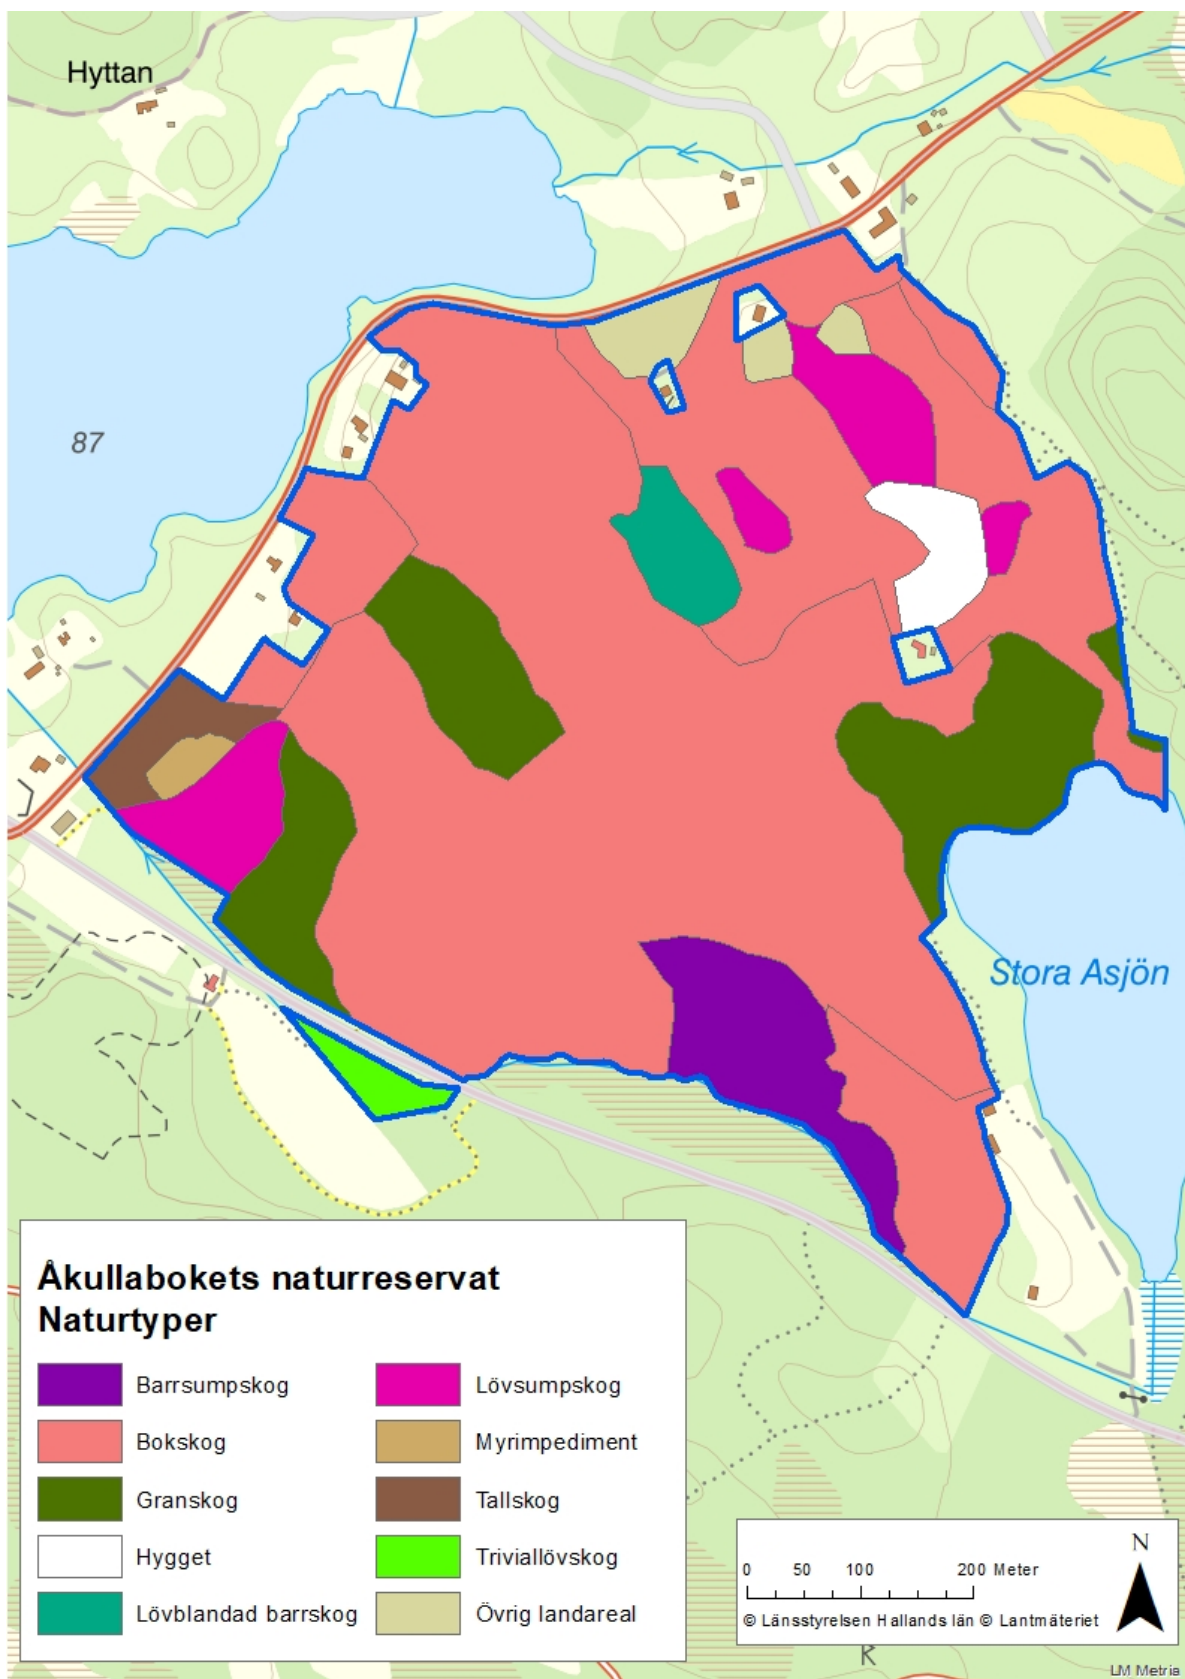 Hyttan
87
Stora Asjön
Åkullabokets naturreservat
Naturtyper
Barrsumpskog
Bokskog
Granskog
Hygget
Lövblandad barrskog
Lövsumpskog
Myrimpediment
Tallskog
Triviallövskog
Övrig landareal
N
0 50 100 200 Meter
© Länsstyrelsen Hallands län © Lantmäteriet
LM Metria